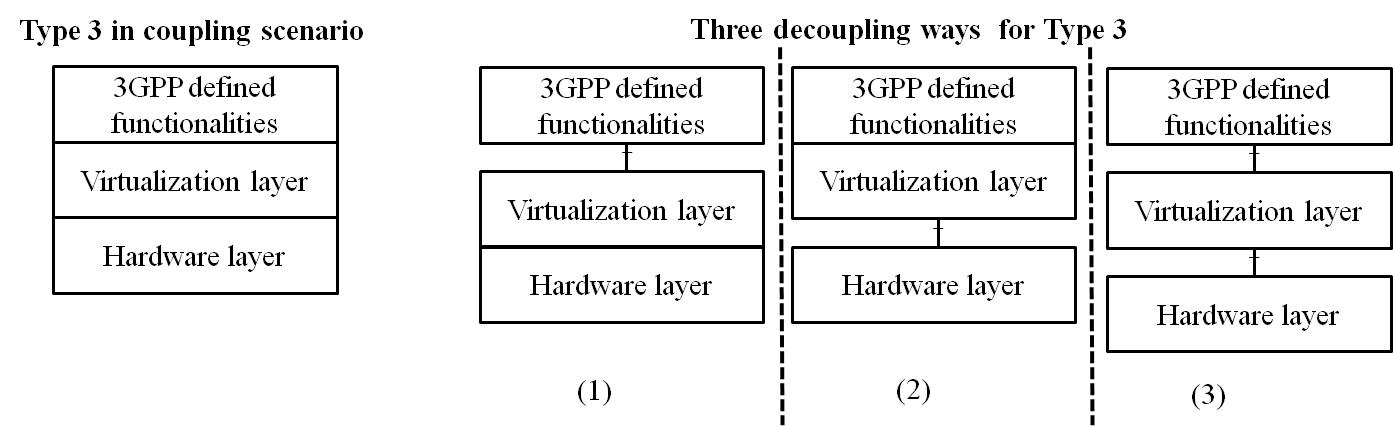 Type 3 in coupling scenario
3GPP defined
functionalities
Virtualization layer
Hardware layer
Three decoupling ways for Type 3
3GPP defined
functionalities
Virtualization layer
Hardware layer
(1)
3GPP defined
functionalities
Virtualization layer
Hardware layer
(2)
3GPP defined
functionalities
Virtualization layer
Hardware layer
(3)